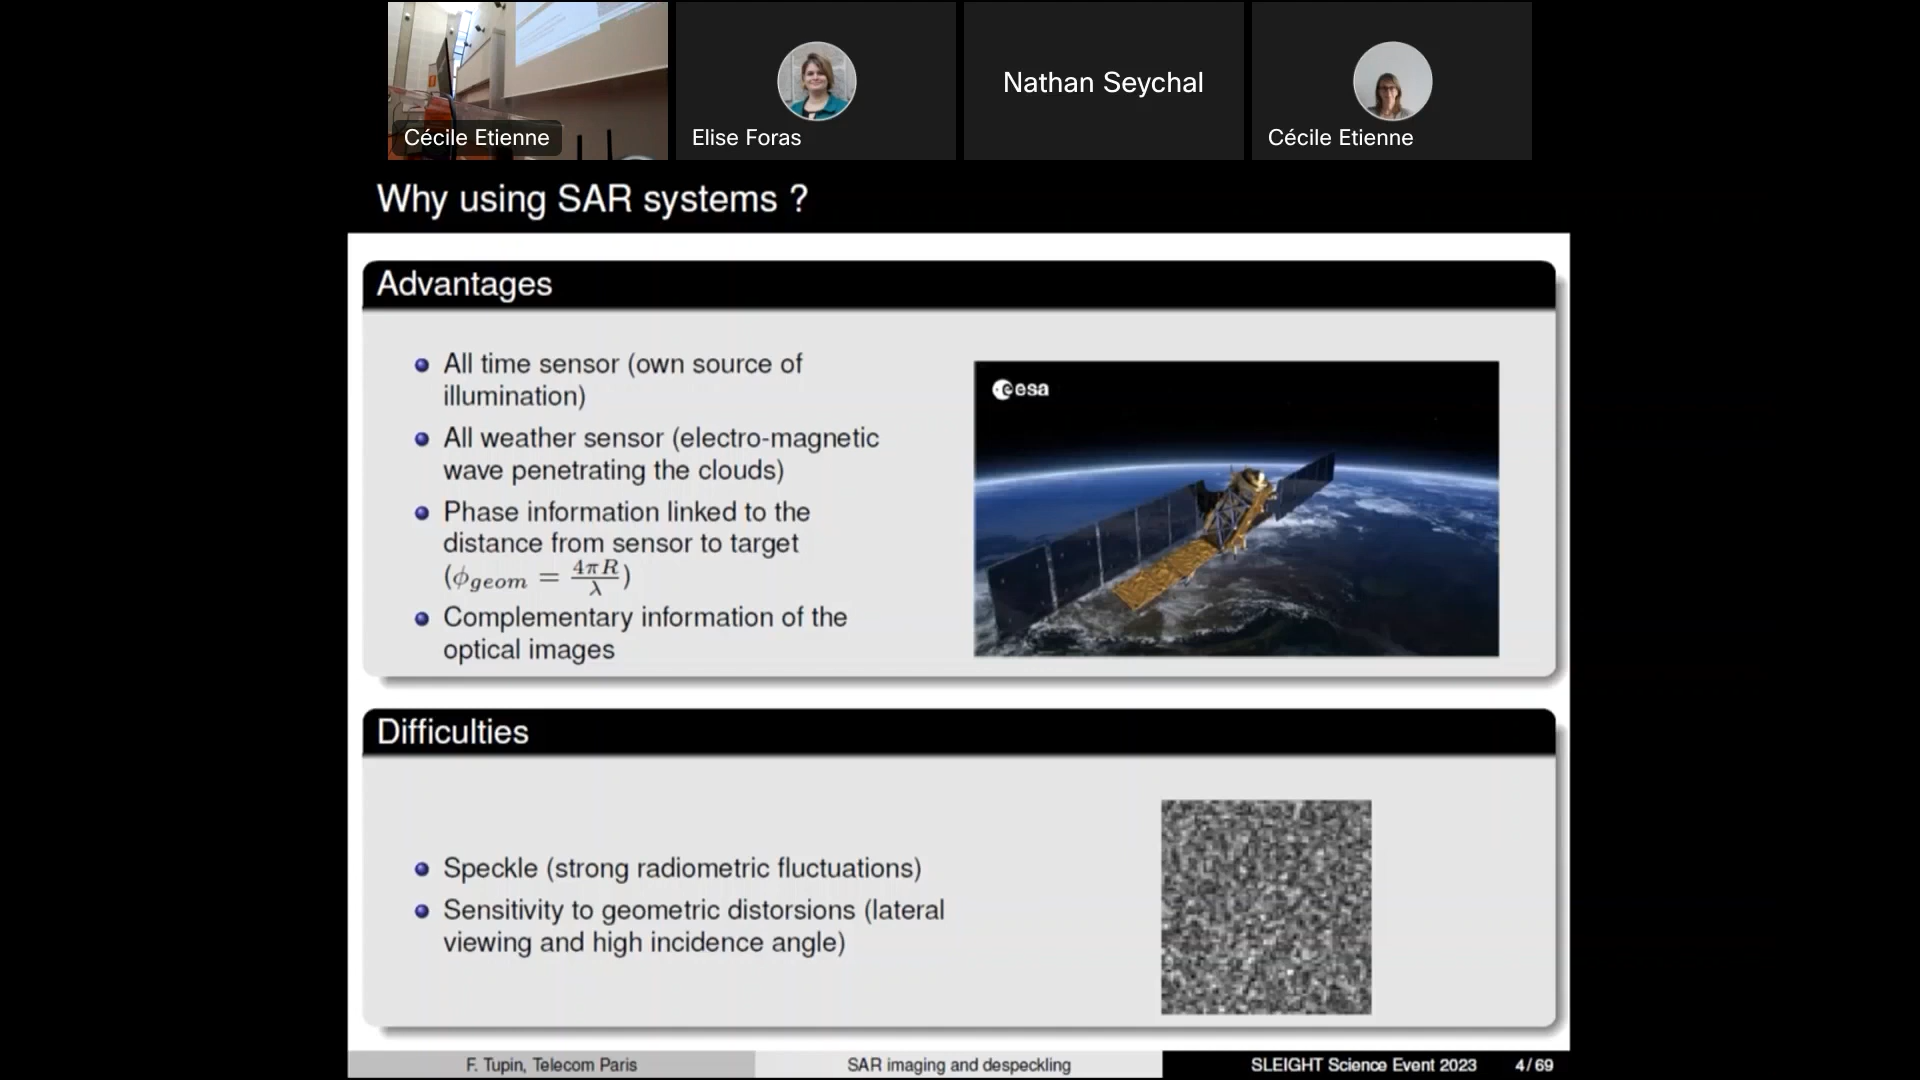 Cécile Etienne
Elise Foras
Nathan Seychal
Cécile Etienne
Why using SAR systems ?
Advantages
All time sensor (own source of
illumination)
All weather sensor (electro-magnetic
wave penetrating the clouds)
Phase information linked to the
distance from sensor to target
(ϕgeom = 4πR/λ)
Complementary information of the
optical images
esa
Difficulties
Speckle (strong radiometric fluctuations)
Sensitivity to geometric distorsions (lateral
viewing and high incidence angle)
F. Tupin, Telecom Paris
SAR imaging and despeckling
SLEIGHT Science Event 2023
4/69